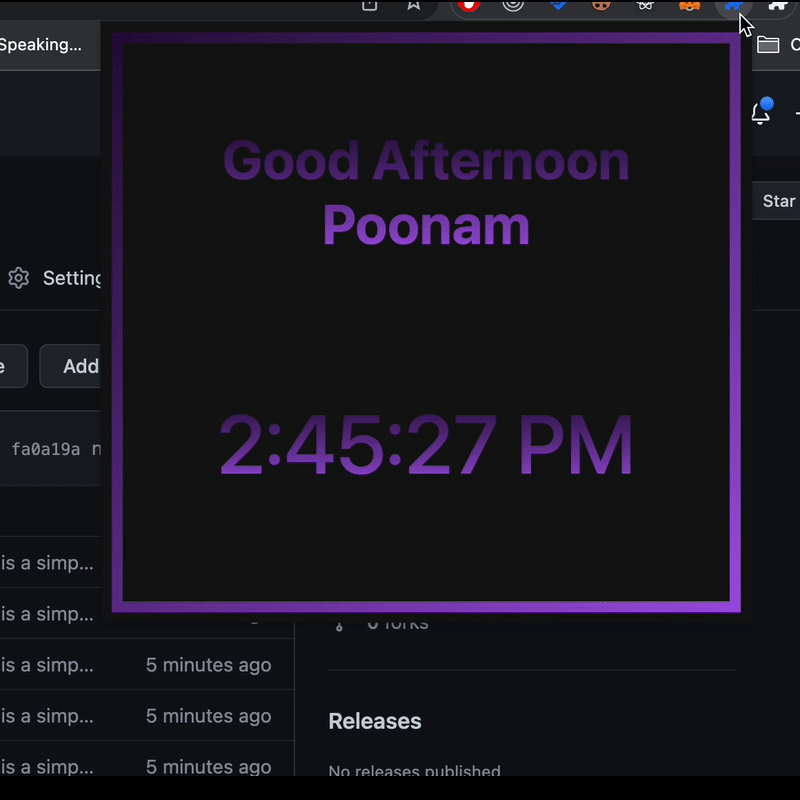 Speaking...
Good Afternoon
Poonam
Star
Setting
Add
2:45:27 PM
fa0a19a
is a simp...
is a simp...
is a simp... 5 minutes ago
is a simp... 5 minutes ago
is a simp... 5 minutes ago
0 forks
Releases
No releases published